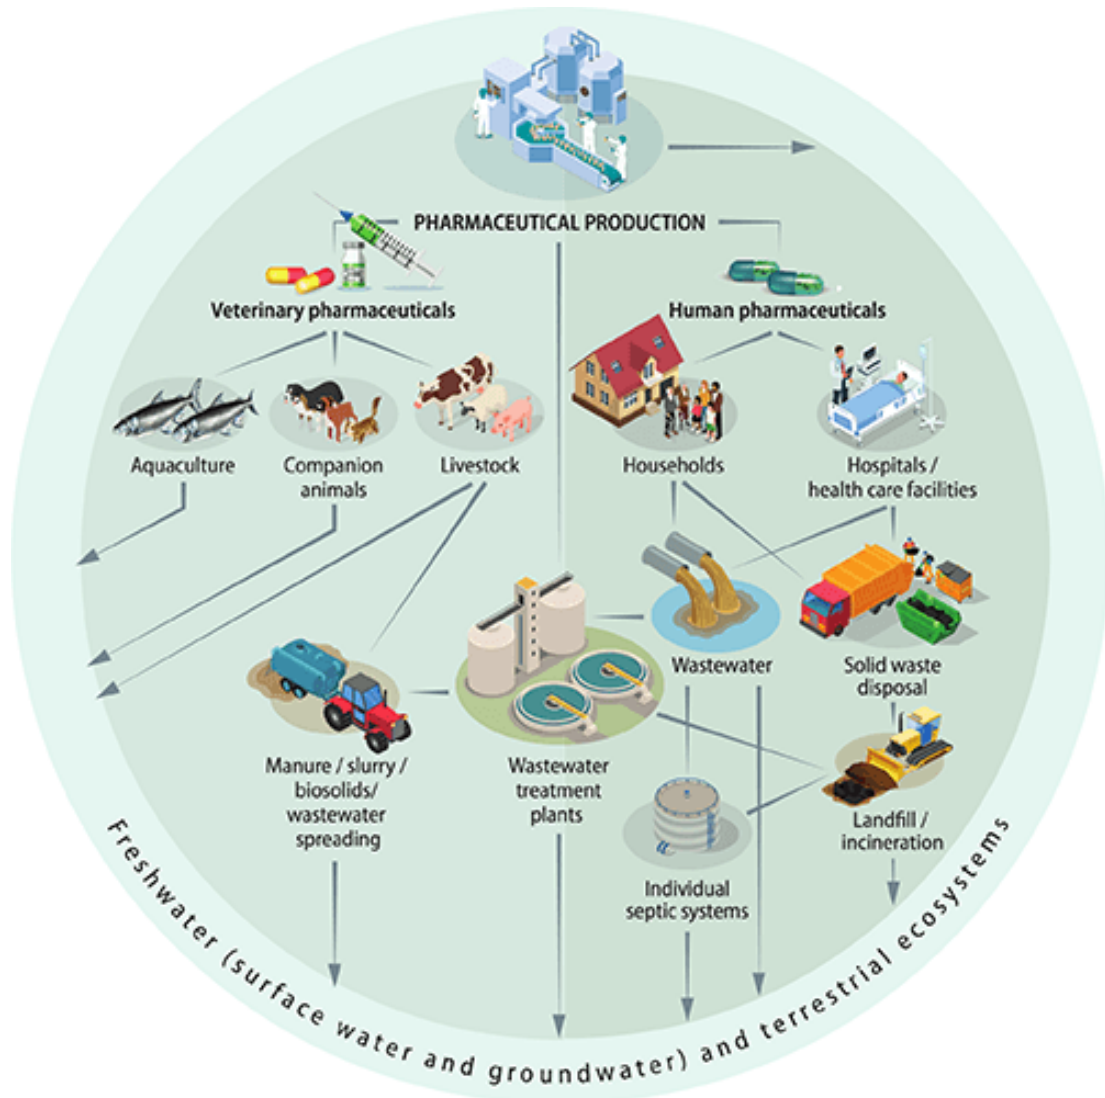 PHARMACEUTICAL PRODUCTION
Veterinary pharmaceuticals
Human pharmaceuticals
Aquaculture
Companion
animals
Livestock
Households
Hospitals /
health care facilities
Wastewater
Solid waste
disposal
Manure / slurry /
biosolids/
wastewater
spreading
Wastewater
treatment
plants
Landfill /
incineration
Individual
septic systems
Freshwater (surface water and groundwater) and terrestrial ecosystems